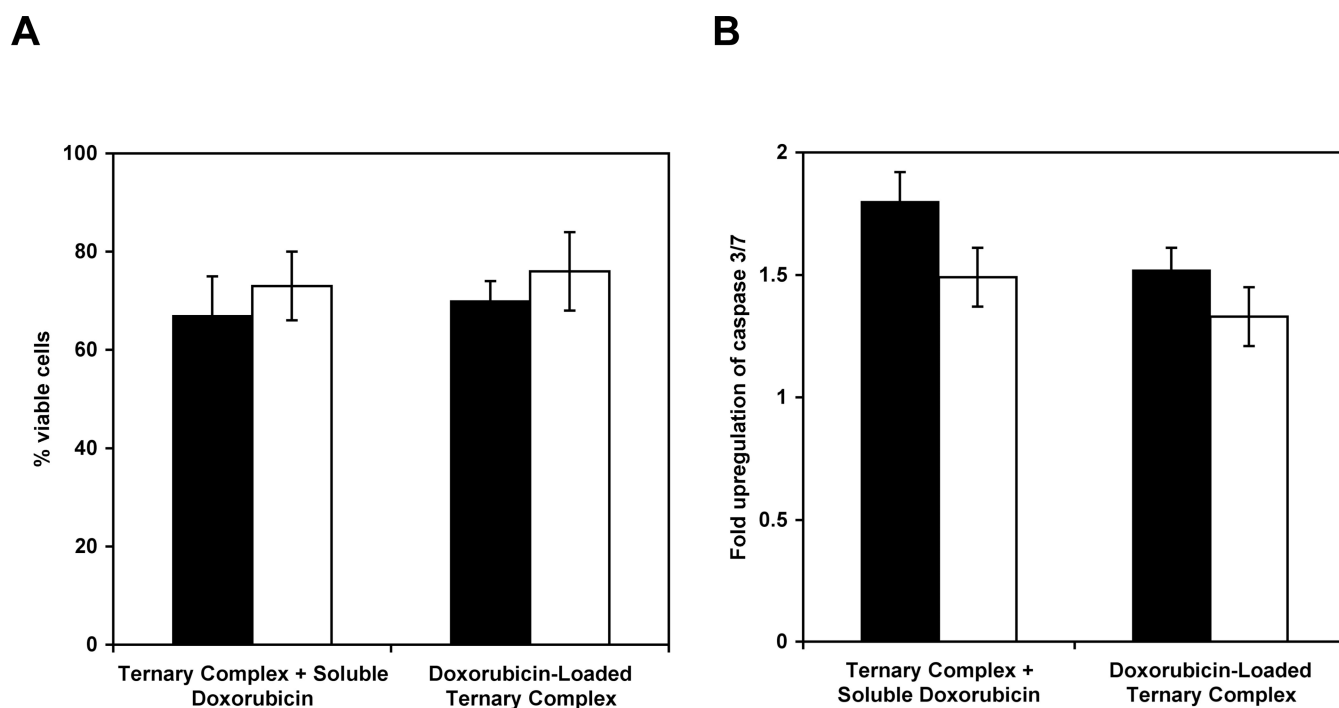 A
B
% viable cells
100
80
60
40
20
0
Ternary Complex + Soluble
Doxorubicin
Doxorubicin-Loaded
Ternary Complex
Fold upregulation of caspase 3/7
2
1.5
1
0.5
0
Ternary Complex +
Soluble Doxorubicin
Doxorubicin-Loaded
Ternary Complex